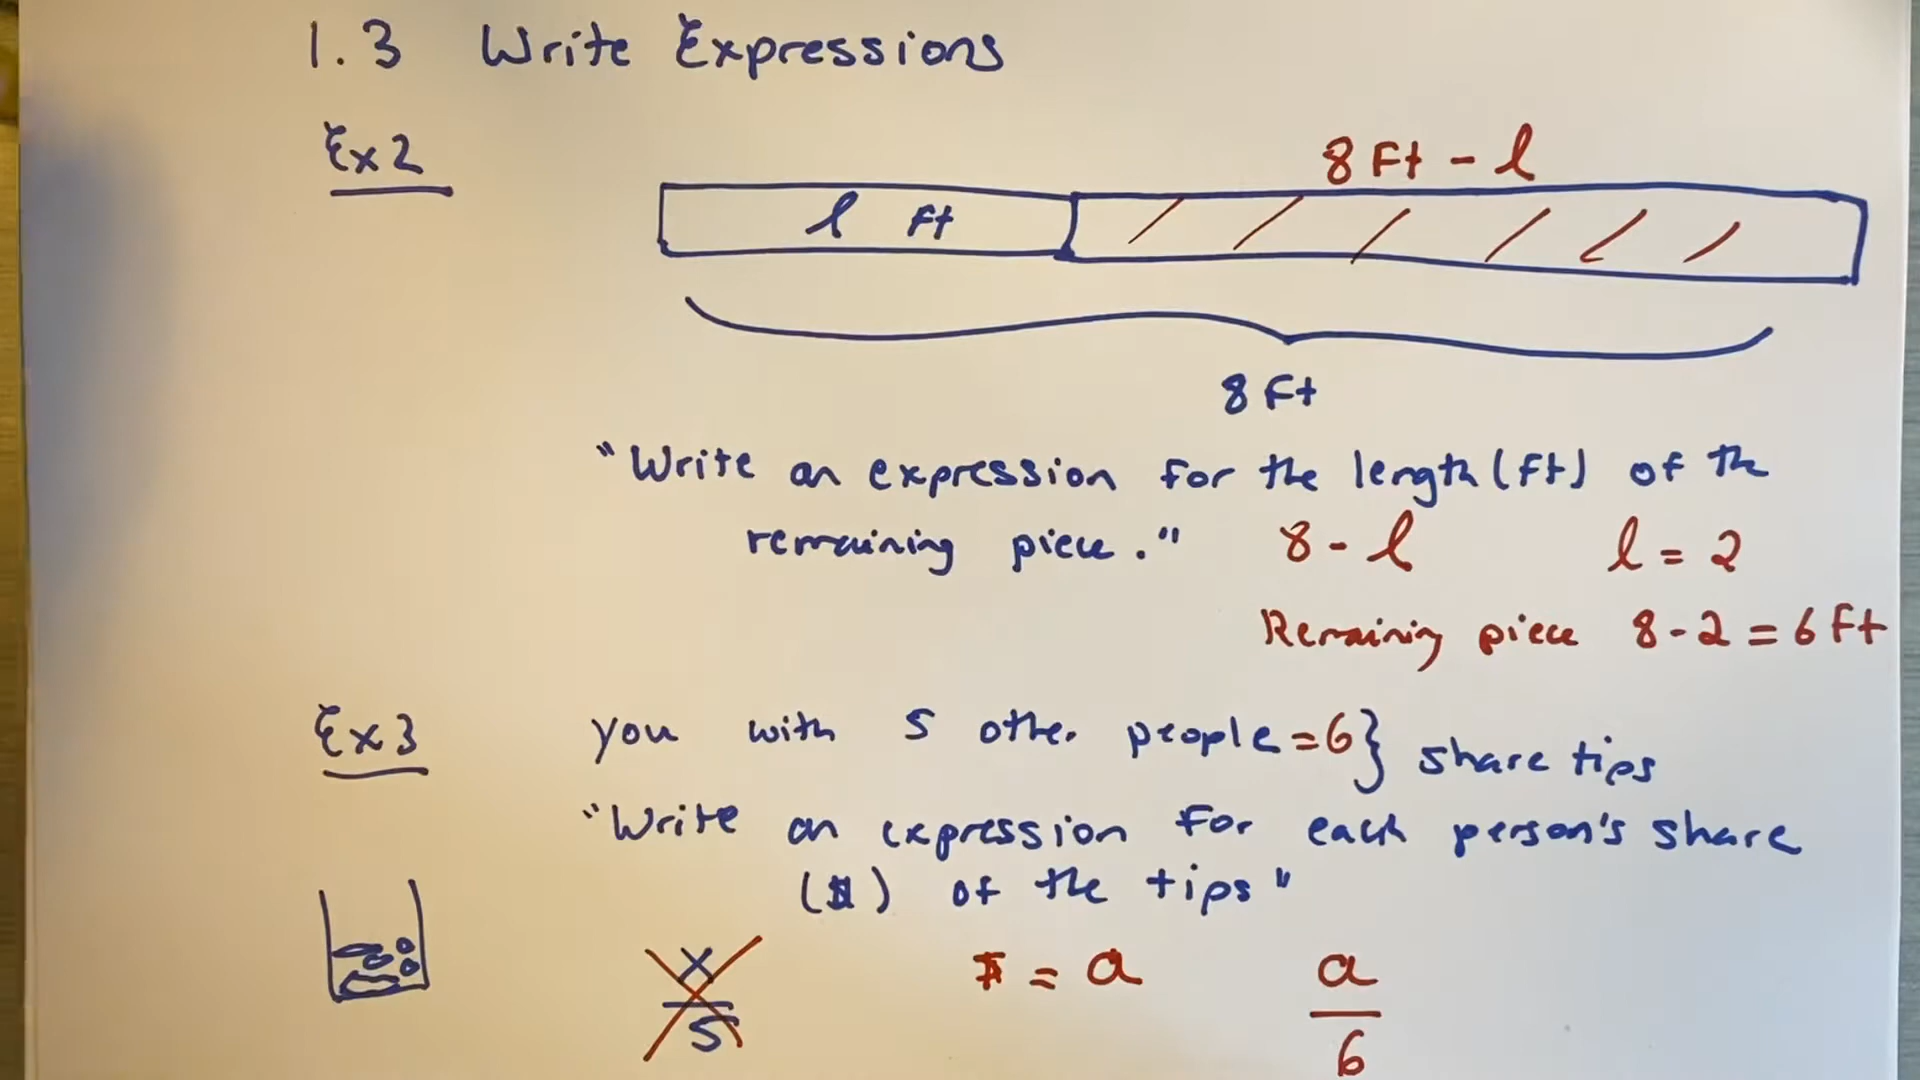 1.3 Write Expressions
Ex 2
8 Ft - l
l Ft
8 Ft
"Write an expression for the length (ft) of the
remaining piece." 8 - l l = 2
Remaining piece 8 - 2 = 6 Ft
Ex 3 you with 5 other people = 6 } share tips
"Write an expression for each person's share
($) of the tips"
x/5 $ = a a/6